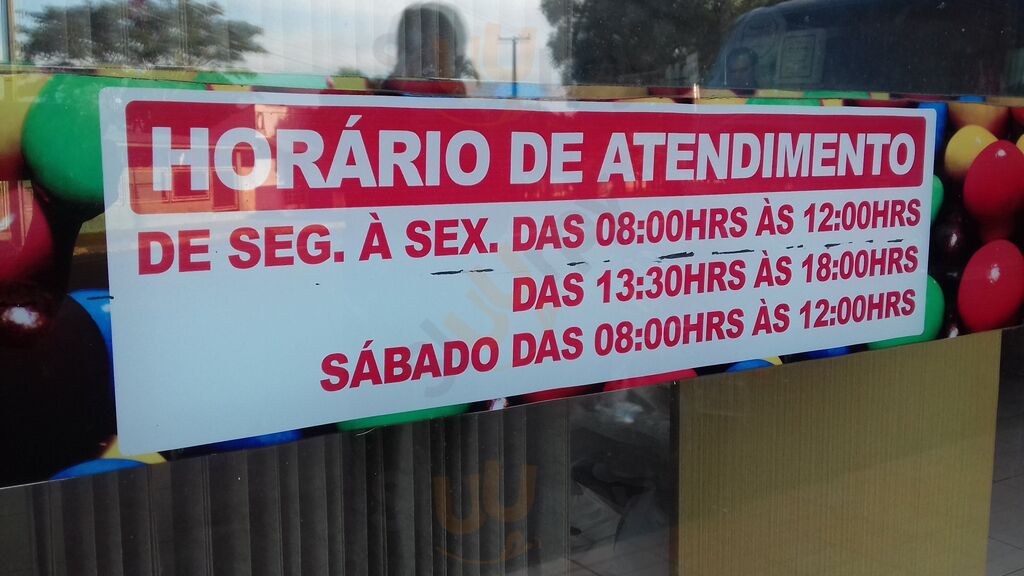 HORÁRIO DE ATENDIMENTO
DE SEG. À SEX. DAS 08:00HRS ÀS 12:00HRS
DAS 13:30HRS ÀS 18:00HRS
SÁBADO DAS 08:00HRS ÀS 12:00HRS